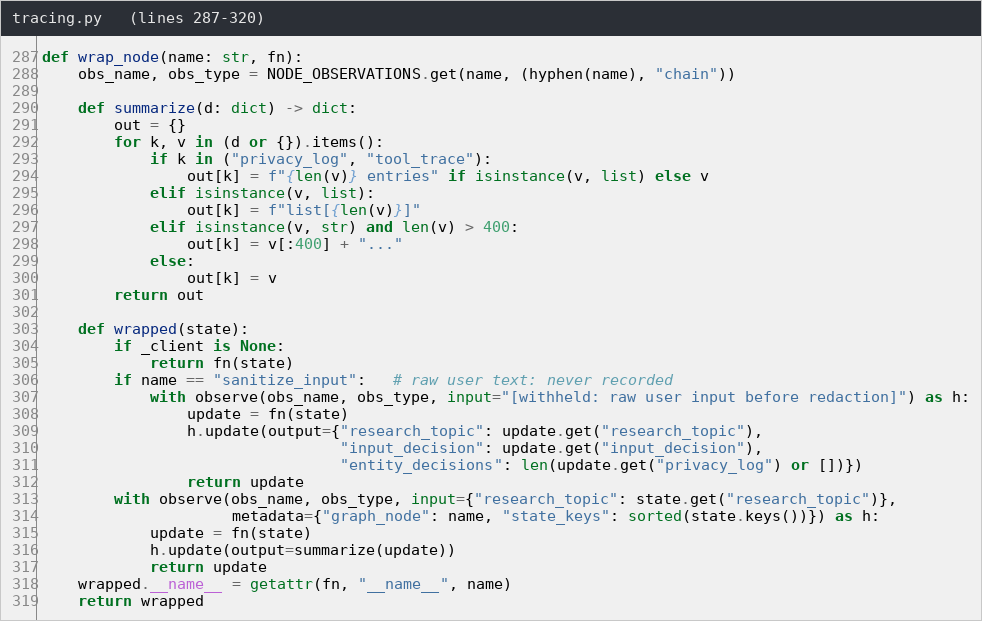 tracing.py   (lines 287-320)
287 def wrap_node(name: str, fn):
288     obs_name, obs_type = NODE_OBSERVATIONS.get(name, (hyphen(name), "chain"))
289
290     def summarize(d: dict) -> dict:
291         out = {}
292         for k, v in (d or {}).items():
293             if k in ("privacy_log", "tool_trace"):
294                 out[k] = f"{len(v)} entries" if isinstance(v, list) else v
295             elif isinstance(v, list):
296                 out[k] = f"list[{len(v)}]"
297             elif isinstance(v, str) and len(v) > 400:
298                 out[k] = v[:400] + "..."
299             else:
300                 out[k] = v
301         return out
302
303     def wrapped(state):
304         if _client is None:
305             return fn(state)
306         if name == "sanitize_input":   # raw user text: never recorded
307             with observe(obs_name, obs_type, input="[withheld: raw user input before redaction]") as h:
308                 update = fn(state)
309                 h.update(output={"research_topic": update.get("research_topic"),
310                                  "input_decision": update.get("input_decision"),
311                                  "entity_decisions": len(update.get("privacy_log") or [])})
312                 return update
313         with observe(obs_name, obs_type, input={"research_topic": state.get("research_topic")},
314                      metadata={"graph_node": name, "state_keys": sorted(state.keys())}) as h:
315             update = fn(state)
316             h.update(output=summarize(update))
317             return update
318     wrapped.__name__ = getattr(fn, "__name__", name)
319     return wrapped